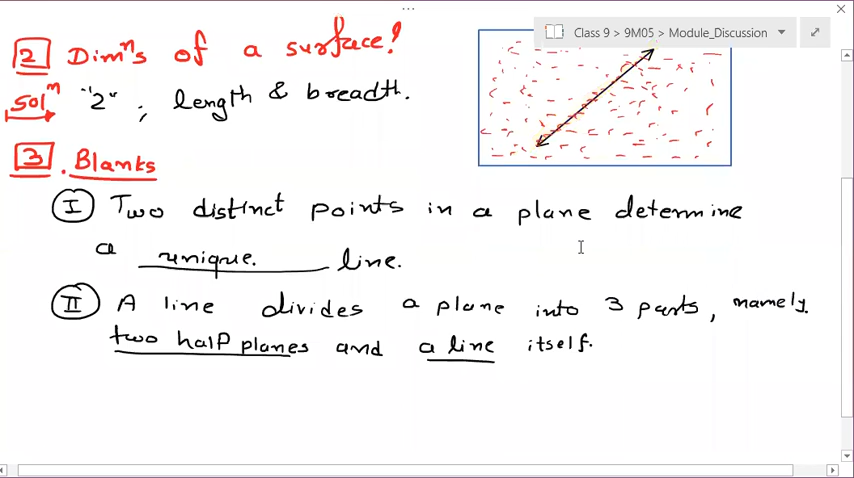 Class 9 > 9M05 > Module_Discussion
2 Dimⁿs of a surface?
Solⁿ "2", length & breadth.
3. Blanks
I Two distinct points in a plane determine
a unique. line.
II A line divides a plane into 3 parts, namely.
two half planes and a line itself.